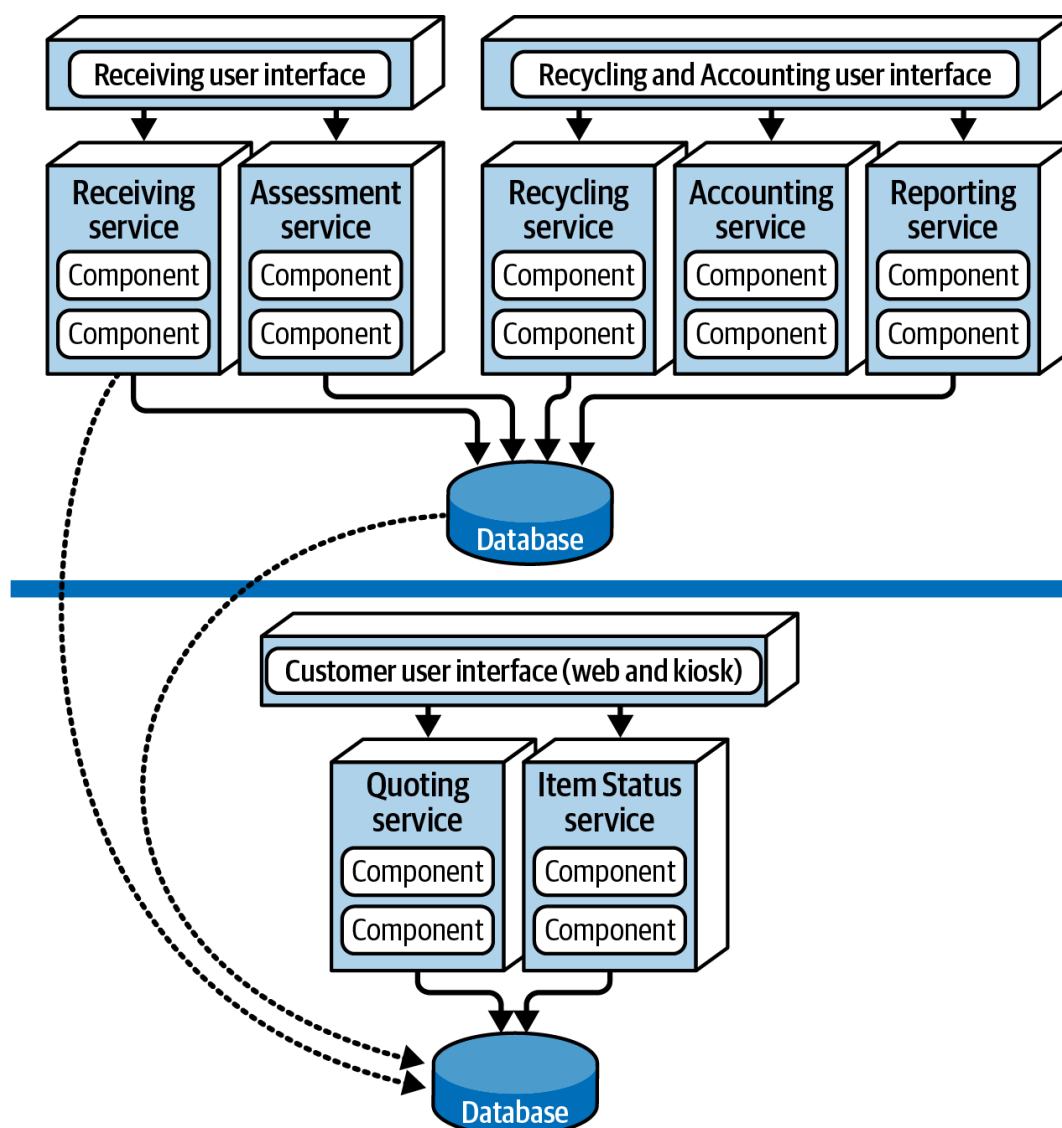 Receiving user interface
Recycling and Accounting user interface
Receiving
service
Component
Component
Assessment
service
Component
Component
Recycling
service
Component
Component
Accounting
service
Component
Component
Reporting
service
Component
Component
Database
Customer user interface (web and kiosk)
Quoting
service
Component
Component
Item Status
service
Component
Component
Database